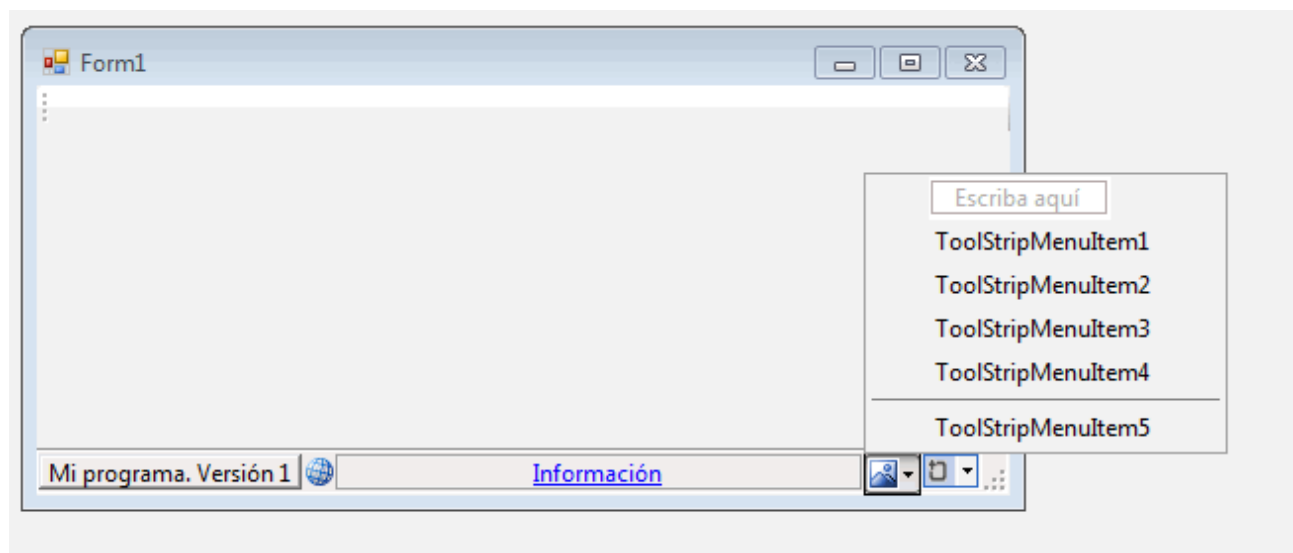 Form1
Escriba aquí
ToolStripMenuItem1
ToolStripMenuItem2
ToolStripMenuItem3
ToolStripMenuItem4
ToolStripMenuItem5
Mi programa. Versión 1 Información